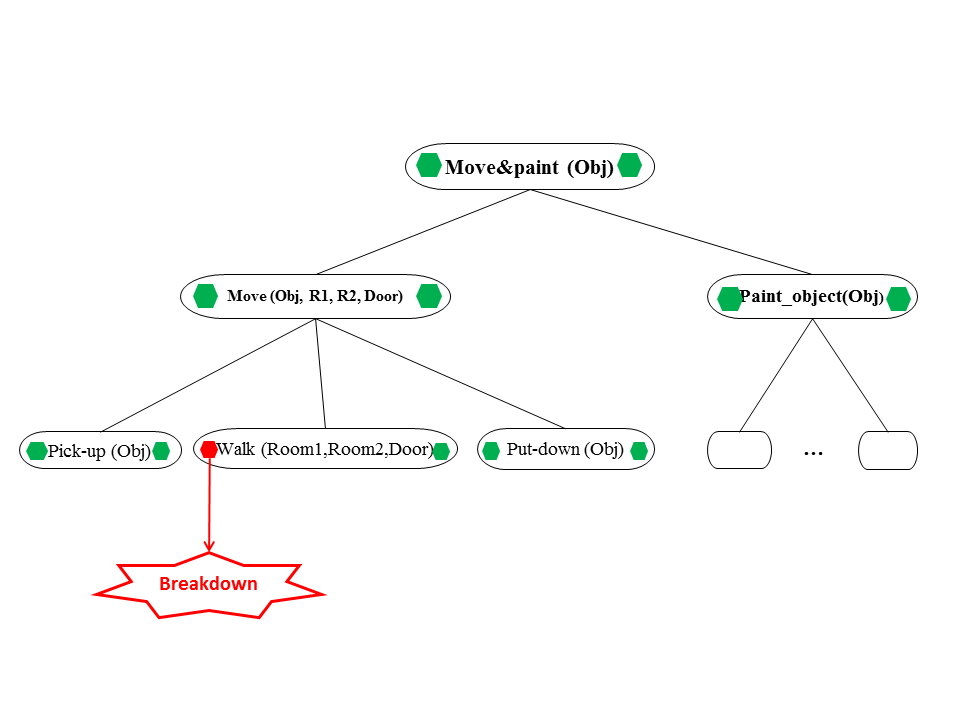 Move&paint (Obj)
Move (Obj, R1, R2, Door)
Paint_object(Obj)
Pick-up (Obj)
Walk (Room1,Room2,Door)
Put-down (Obj)
...
Breakdown